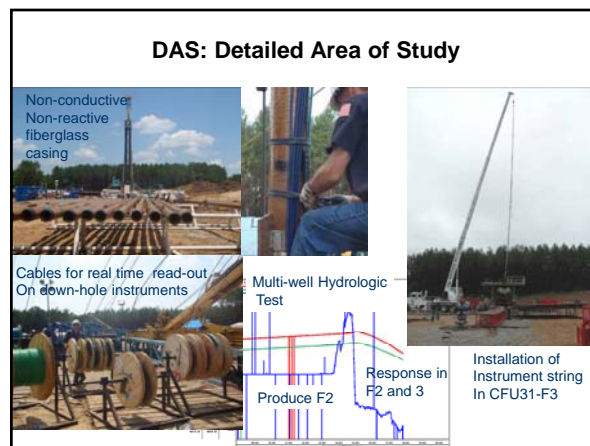 DAS: Detailed Area of Study
Non-conductive
Non-reactive
fiberglass
casing
Cables for real time read-out
On down-hole instruments
Multi-well Hydrologic
Test
Produce F2
Response in
F2 and 3
Installation of
Instrument string
In CFU31-F3